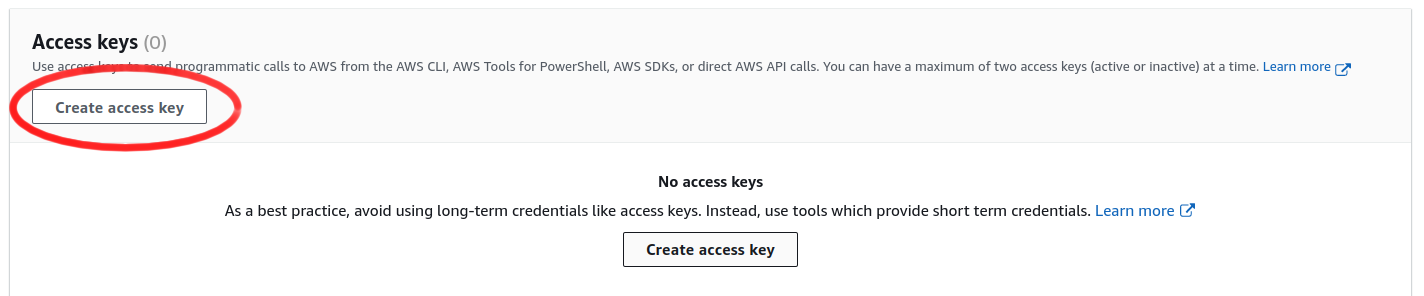 Access keys (0)
Use access keys to send programmatic calls to AWS from the AWS CLI, AWS Tools for PowerShell, AWS SDKs, or direct AWS API calls. You can have a maximum of two access keys (active or inactive) at a time. Learn more
Create access key
No access keys
As a best practice, avoid using long-term credentials like access keys. Instead, use tools which provide short term credentials. Learn more
Create access key